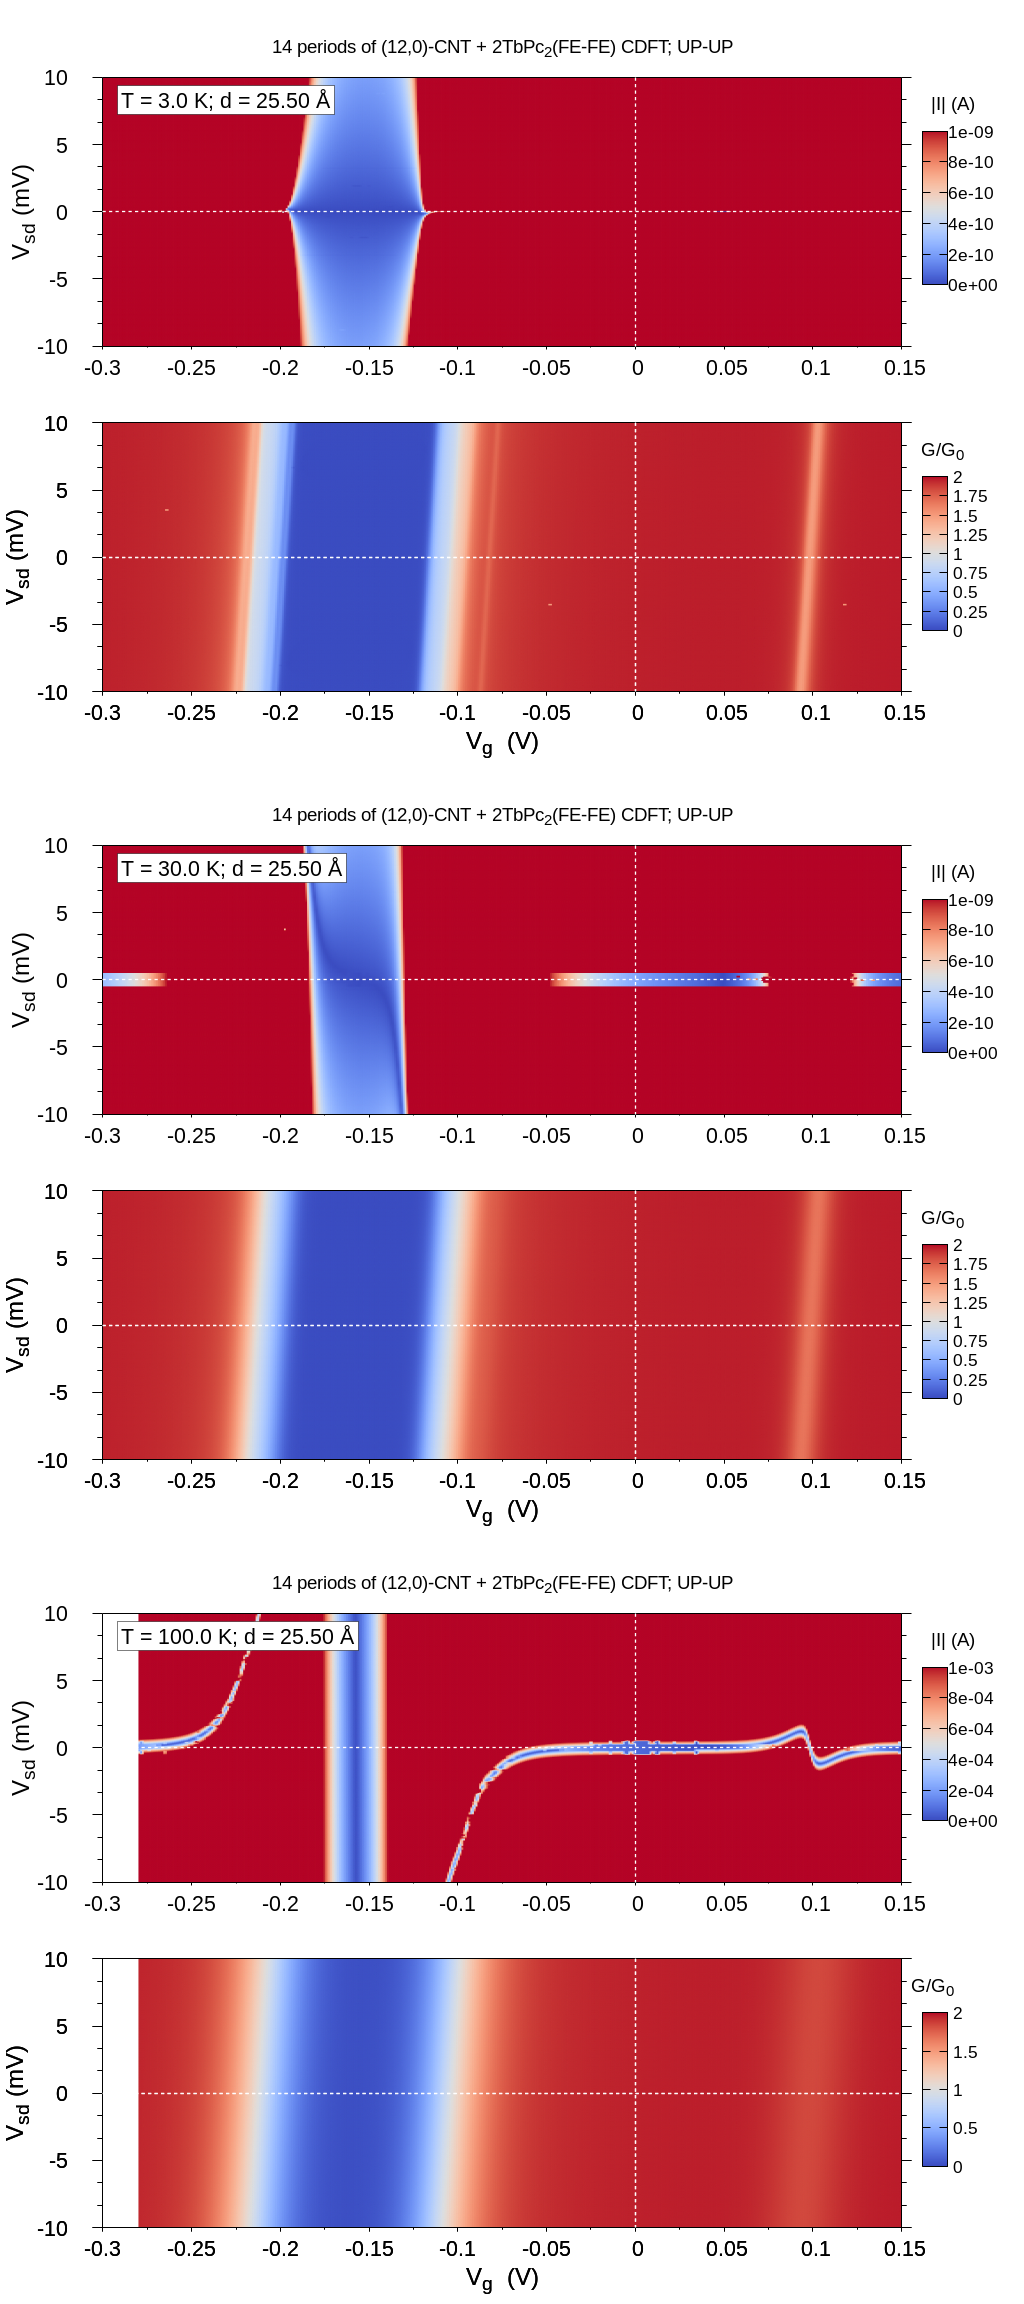 14 periods of (12,0)-CNT + 2TbPc2(FE-FE) CDFT; UP-UP
T = 3.0 K; d = 25.50 Å
|I| (A)
1e-09
8e-10
6e-10
4e-10
2e-10
0e+00
Vsd (mV)
10
5
0
-5
-10
-0.3 -0.25 -0.2 -0.15 -0.1 -0.05 0 0.05 0.1 0.15
G/G0
2
1.75
1.5
1.25
1
0.75
0.5
0.25
0
Vsd (mV)
10
5
0
-5
-10
-0.3 -0.25 -0.2 -0.15 -0.1 -0.05 0 0.05 0.1 0.15
Vg (V)
14 periods of (12,0)-CNT + 2TbPc2(FE-FE) CDFT; UP-UP
T = 30.0 K; d = 25.50 Å
|I| (A)
1e-09
8e-10
6e-10
4e-10
2e-10
0e+00
Vsd (mV)
10
5
0
-5
-10
-0.3 -0.25 -0.2 -0.15 -0.1 -0.05 0 0.05 0.1 0.15
G/G0
2
1.75
1.5
1.25
1
0.75
0.5
0.25
0
Vsd (mV)
10
5
0
-5
-10
-0.3 -0.25 -0.2 -0.15 -0.1 -0.05 0 0.05 0.1 0.15
Vg (V)
14 periods of (12,0)-CNT + 2TbPc2(FE-FE) CDFT; UP-UP
T = 100.0 K; d = 25.50 Å
|I| (A)
1e-03
8e-04
6e-04
4e-04
2e-04
0e+00
Vsd (mV)
10
5
0
-5
-10
-0.3 -0.25 -0.2 -0.15 -0.1 -0.05 0 0.05 0.1 0.15
G/G0
2
1.5
1
0.5
0
Vsd (mV)
10
5
0
-5
-10
-0.3 -0.25 -0.2 -0.15 -0.1 -0.05 0 0.05 0.1 0.15
Vg (V)